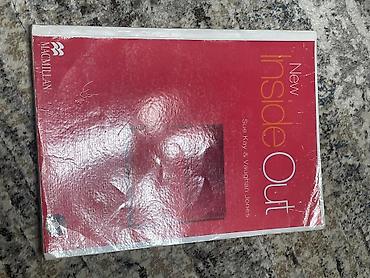 New
inside Out
Sue Kay & Vaughan Jones
MACMILLAN